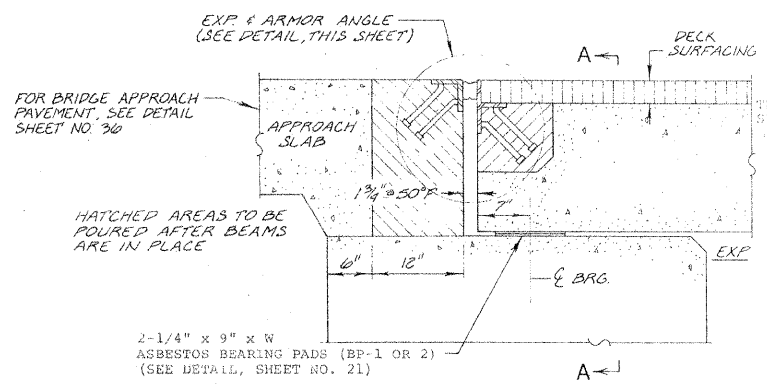 EXP. & ARMOR ANGLE
(SEE DETAIL, THIS SHEET)
A
DECK
SURFACING
FOR BRIDGE APPROACH
PAVEMENT, SEE DETAIL
SHEET NO. 36
APPROACH
SLAB
1 3/4" @ 50°F.
7"
HATCHED AREAS TO BE
POURED AFTER BEAMS
ARE IN PLACE
EXP
6"
12"
℄ BRG.
2-1/4" x 9" x W
ASBESTOS BEARING PADS (BP-1 OR 2)
(SEE DETAIL, SHEET NO. 21)
A